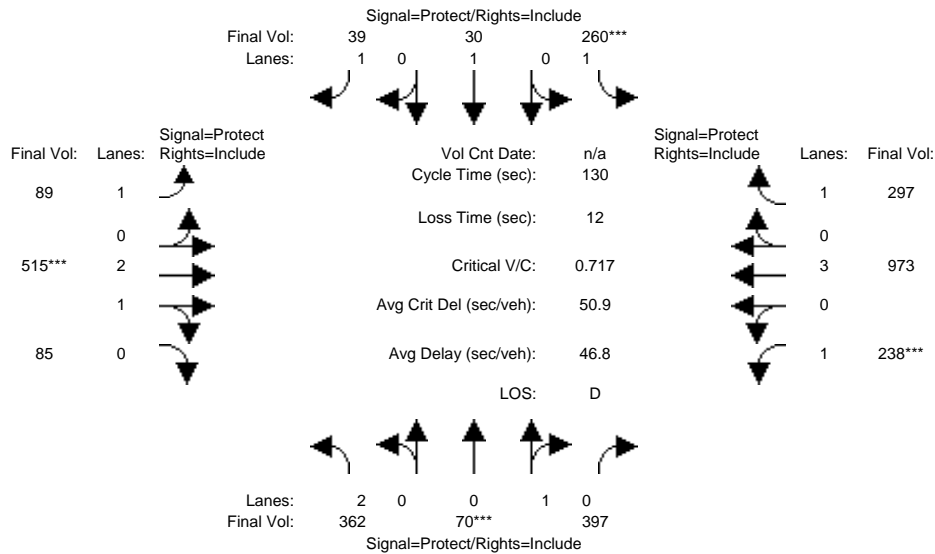 Signal=Protect/Rights=Include
Final Vol: 39 30 260***
Lanes: 1 0 1 0 1
Signal=Protect Signal=Protect
Final Vol: Lanes: Rights=Include Vol Cnt Date: n/a Rights=Include Lanes: Final Vol:
Cycle Time (sec): 130
89 1 1 297
Loss Time (sec): 12
0 0
515*** 2 Critical V/C: 0.717 3 973
1 Avg Crit Del (sec/veh): 50.9 0
85 0 Avg Delay (sec/veh): 46.8 1 238***
LOS: D
Lanes: 2 0 0 1 0
Final Vol: 362 70*** 397
Signal=Protect/Rights=Include